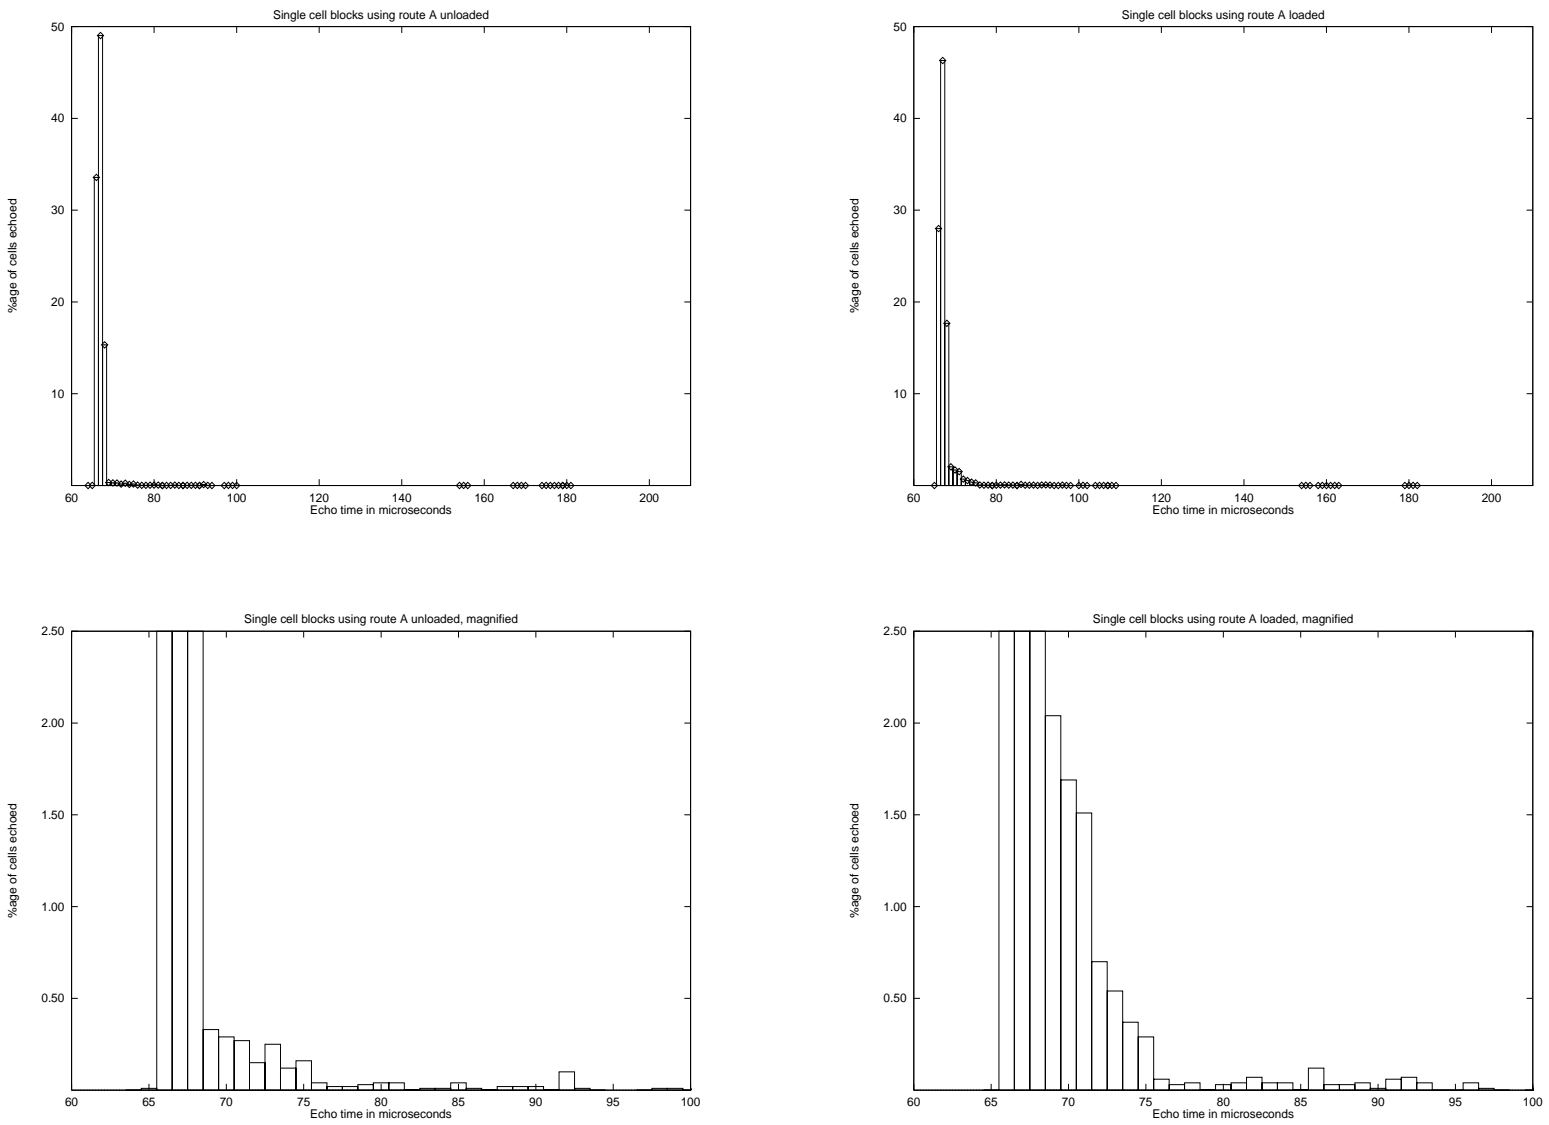 Single cell blocks using route A unloaded
50
40
30
20
10
%age of cells echoed
60 80 100 120 140 160 180 200
Echo time in microseconds
Single cell blocks using route A loaded
50
40
30
20
10
%age of cells echoed
60 80 100 120 140 160 180 200
Echo time in microseconds
Single cell blocks using route A unloaded, magnified
2.50
2.00
1.50
1.00
0.50
%age of cells echoed
60 65 70 75 80 85 90 95 100
Echo time in microseconds
Single cell blocks using route A loaded, magnified
2.50
2.00
1.50
1.00
0.50
%age of cells echoed
60 65 70 75 80 85 90 95 100
Echo time in microseconds